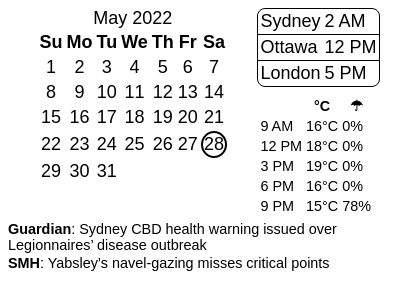 May 2022
Su Mo Tu We Th Fr Sa
1 2 3 4 5 6 7
8 9 10 11 12 13 14
15 16 17 18 19 20 21
22 23 24 25 26 27 28
29 30 31
Sydney 2 AM
Ottawa 12 PM
London 5 PM
°C ☂
9 AM 16°C 0%
12 PM 18°C 0%
3 PM 19°C 0%
6 PM 16°C 0%
9 PM 15°C 78%
Guardian: Sydney CBD health warning issued over
Legionnaires’ disease outbreak
SMH: Yabsley’s navel-gazing misses critical points